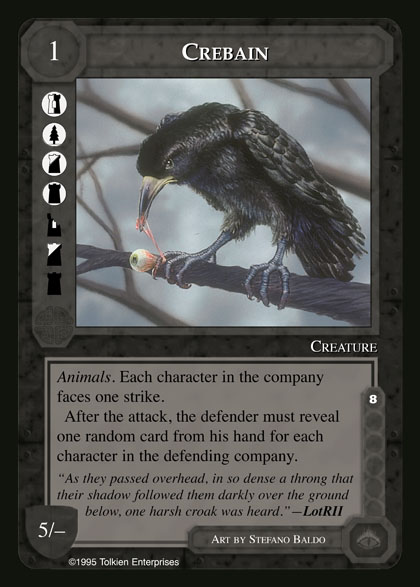 1
CREBAIN
CREATURE
Animals. Each character in the company
faces one strike.
After the attack, the defender must reveal
one random card from his hand for each
character in the defending company.
8
“As they passed overhead, in so dense a throng that
their shadow followed them darkly over the ground
below, one harsh croak was heard.”—LotRII
5/–
ART BY STEFANO BALDO
©1995 Tolkien Enterprises